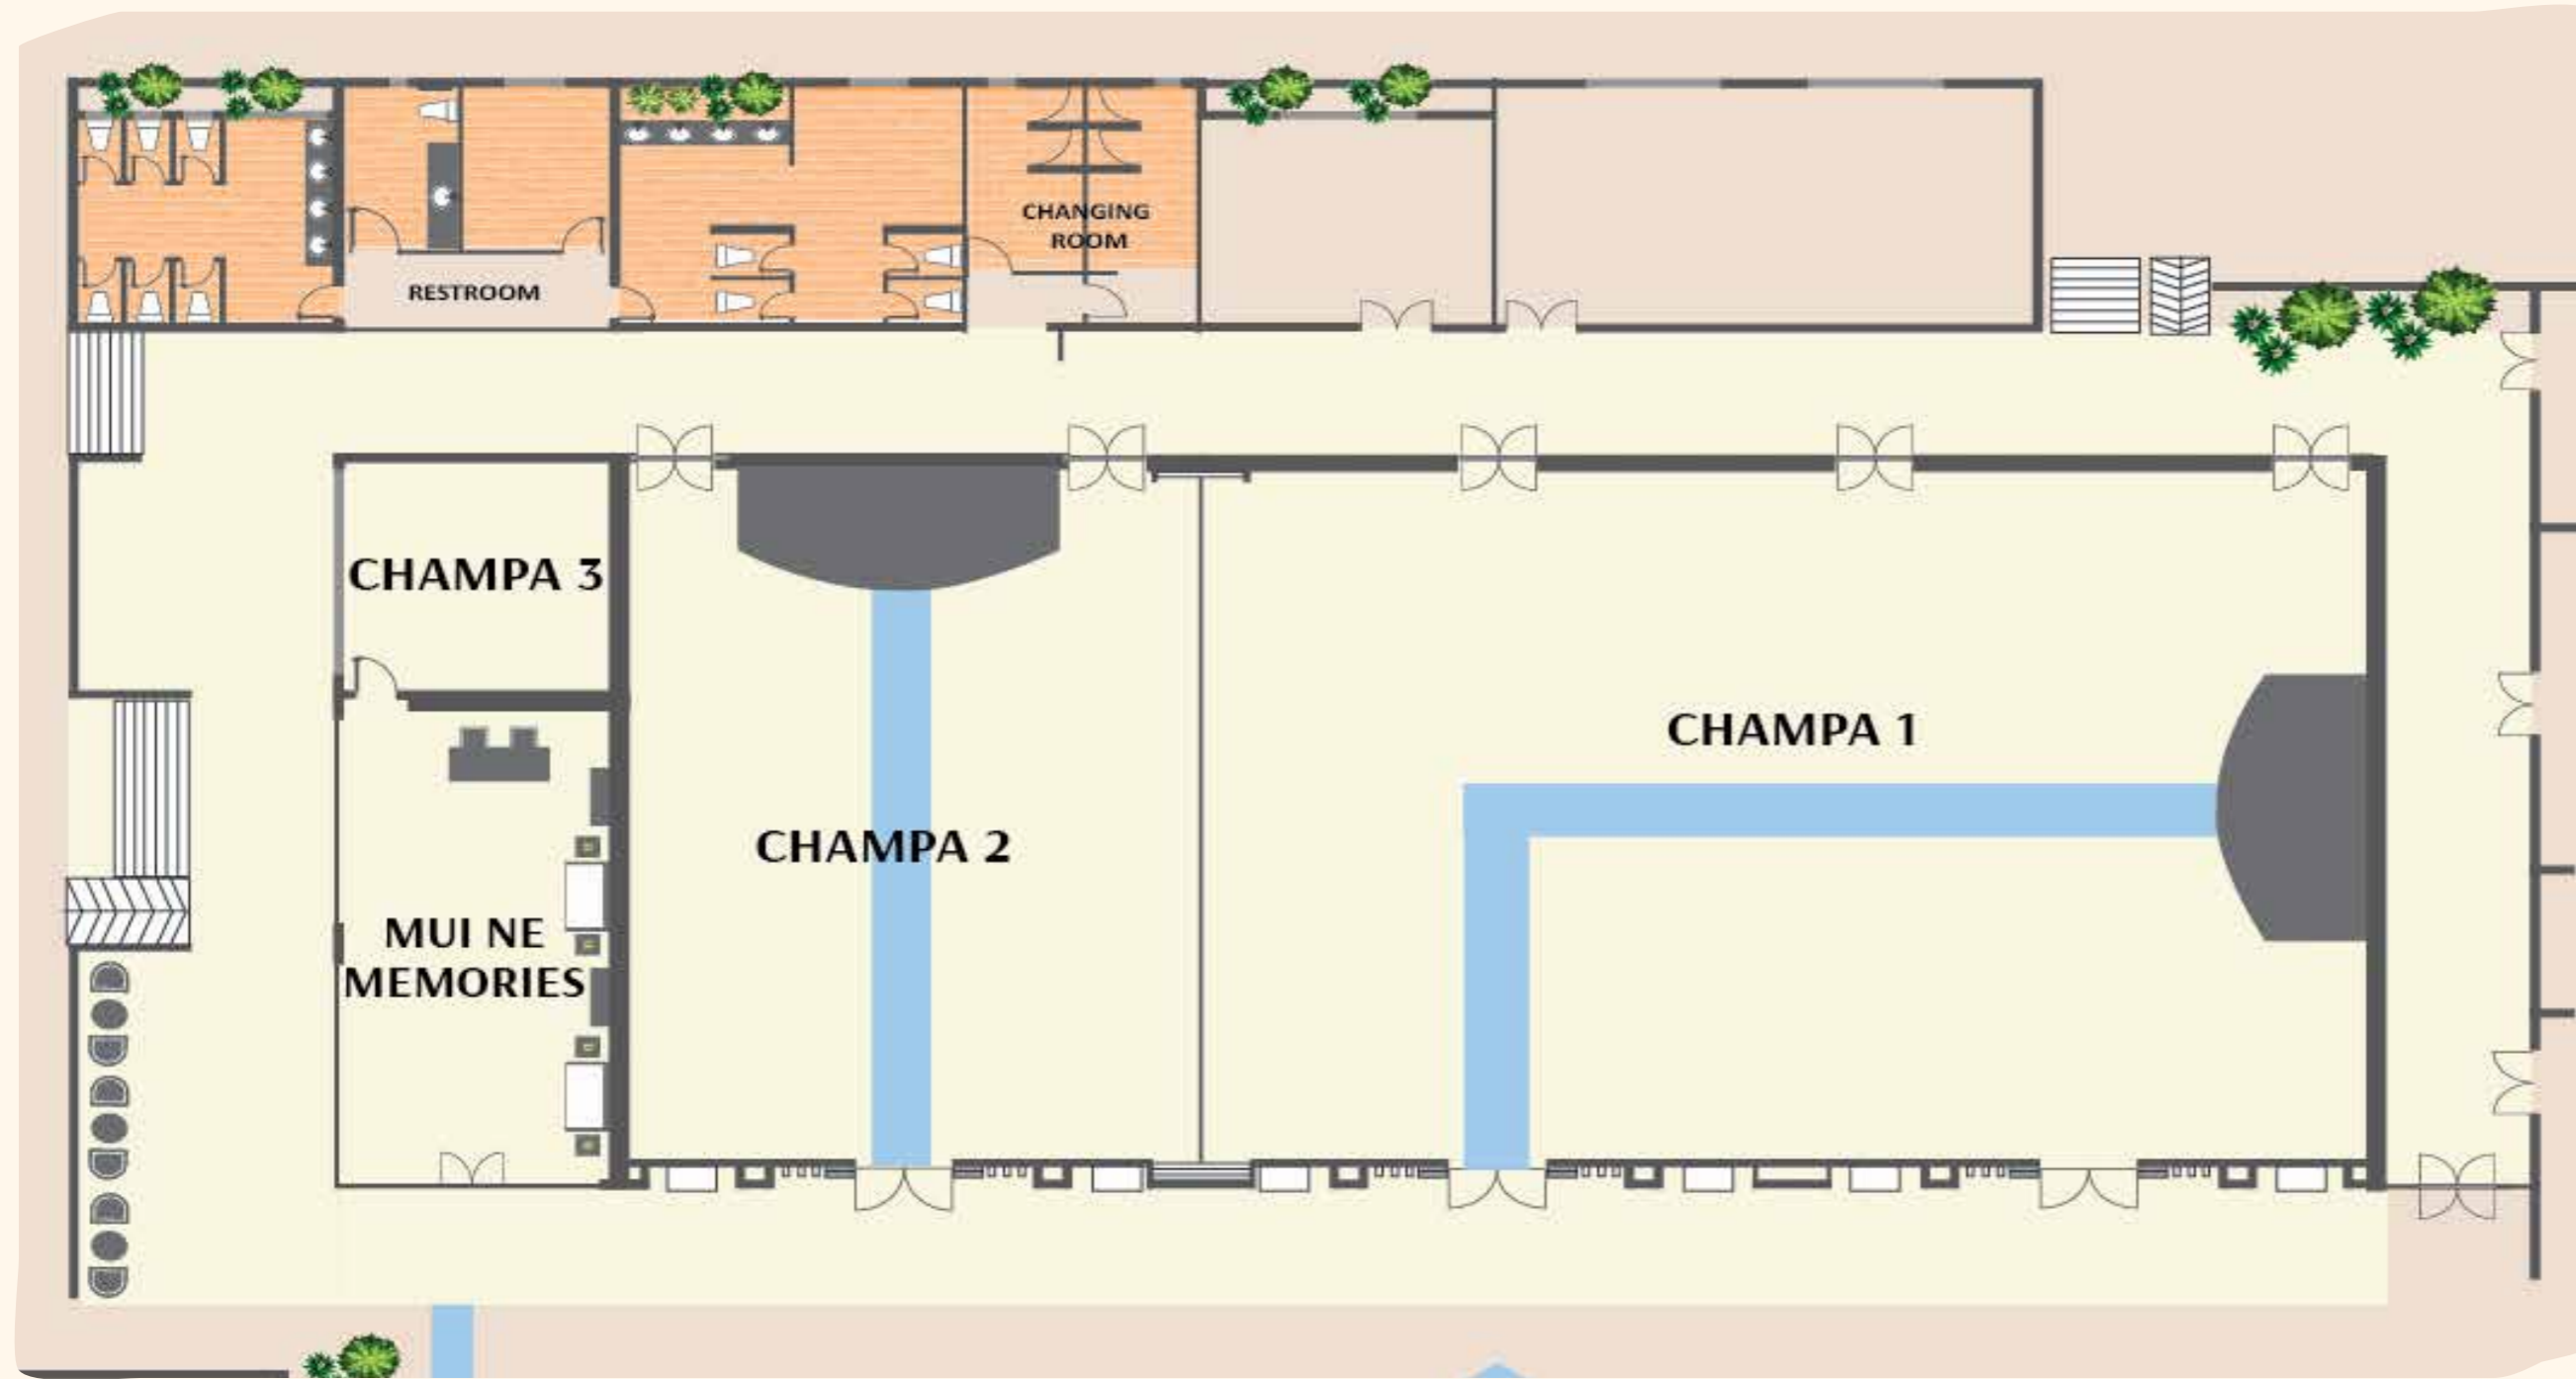 CHANGING
ROOM
RESTROOM
CHAMPA 3
CHAMPA 1
CHAMPA 2
MUI NE
MEMORIES